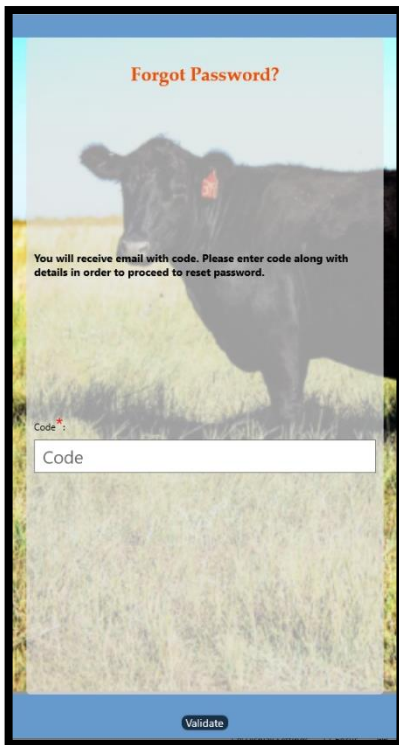 Forgot Password?
You will receive email with code. Please enter code along with
details in order to proceed to reset password.
Code*:
Code
Validate